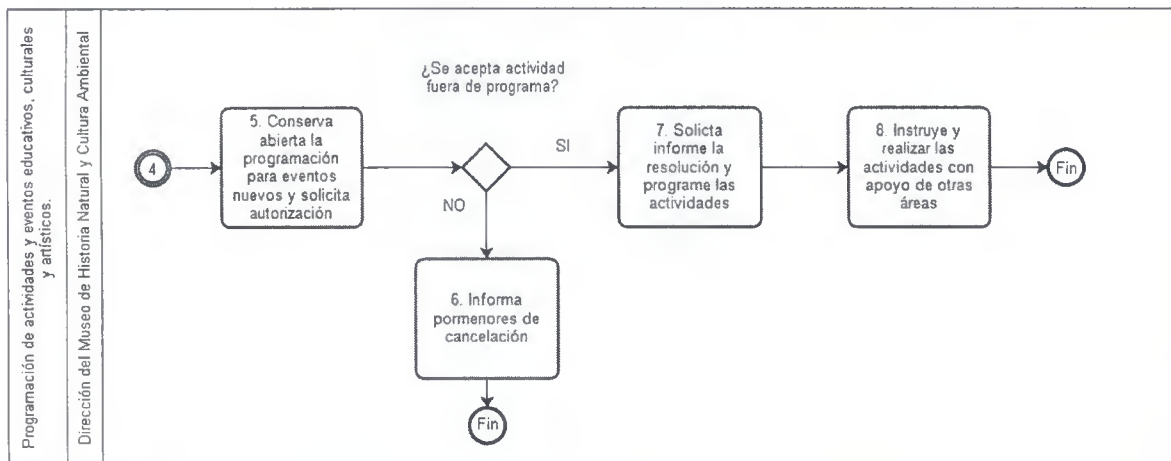 Programación de actividades y eventos educativos, culturales
y artísticos.
Dirección del Museo de Historia Natural y Cultura Ambiental
4
5. Conserva
abierta la
programación
para eventos
nuevos y solicita
autorización
¿Se acepta actividad
fuera de programa?
SI
NO
6. Informa
pormenores de
cancelación
Fin
7. Solicta
informe la
resolución y
programe las
actividades
8. Instruye y
realizar las
actividades con
apoyo de otras
áreas
Fin